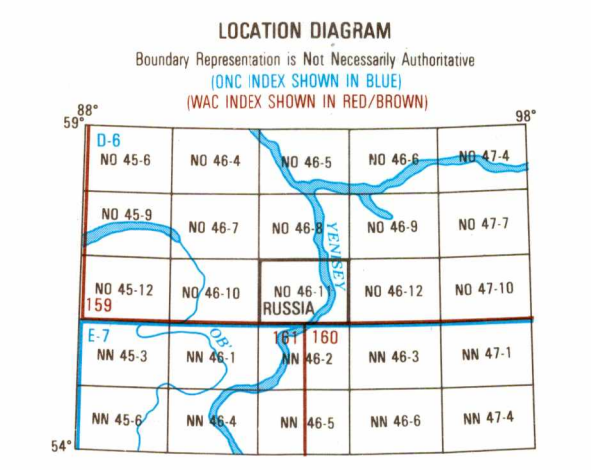 LOCATION DIAGRAM
Boundary Representation is Not Necessarily Authoritative
(ONC INDEX SHOWN IN BLUE)
(WAC INDEX SHOWN IN RED/BROWN)
88° 98°
59°
D-6
NO 45-6 NO 46-4 NO 46-5 NO 46-6 NO 47-4
NO 45-9 NO 46-7 NO 46-8 NO 46-9 NO 47-7
YENISEY
NO 45-12 NO 46-10 NO 46-11 NO 46-12 NO 47-10
159 RUSSIA
E-7 OB' 161 160
NN 45-3 NN 46-1 NN 46-2 NN 46-3 NN 47-1
NN 45-6 NN 46-4 NN 46-5 NN 46-6 NN 47-4
54°